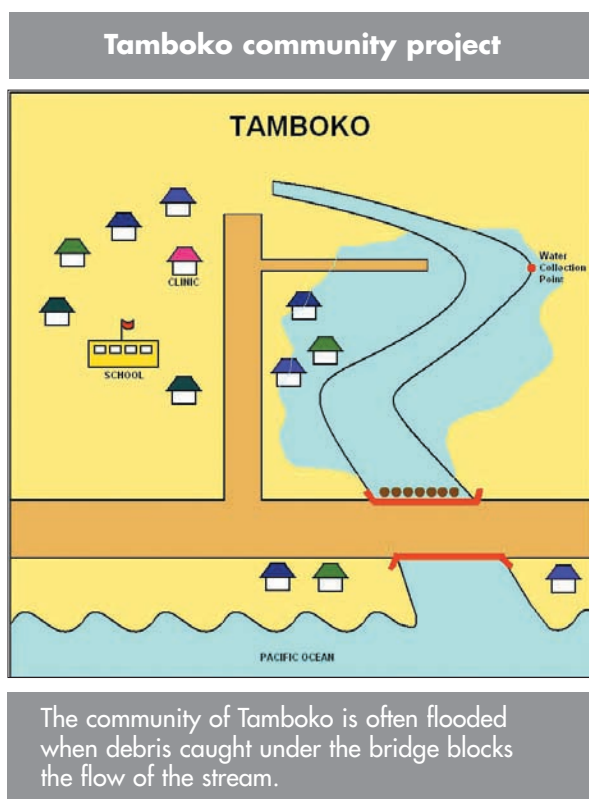 Tamboko community project
TAMBOKO
Water
Collection
Point
CLINIC
SCHOOL
PACIFIC OCEAN
The community of Tamboko is often flooded
when debris caught under the bridge blocks
the flow of the stream.